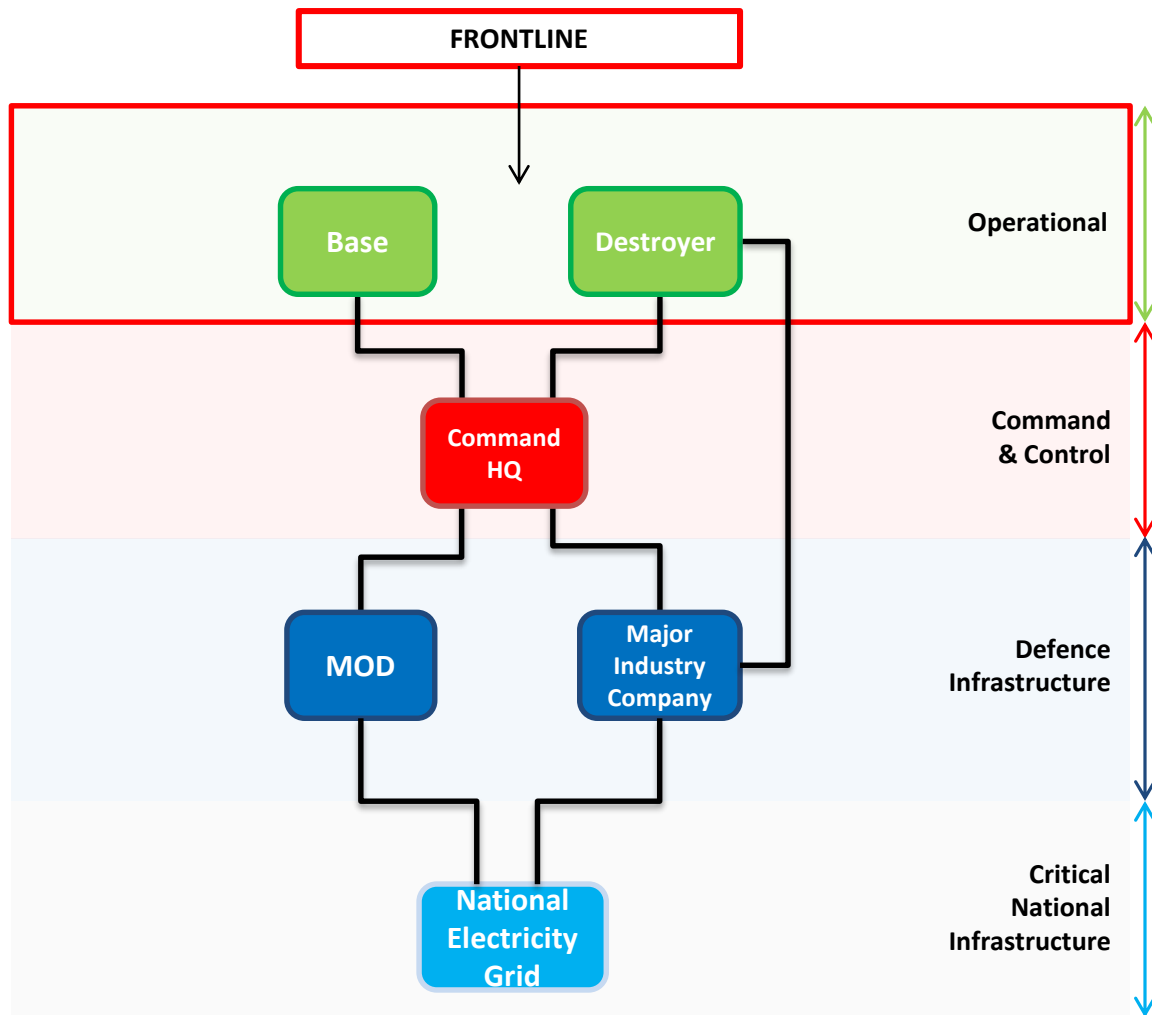 FRONTLINE
Base
Destroyer
Operational
Command
HQ
Command
& Control
MOD
Major
Industry
Company
Defence
Infrastructure
National
Electricity
Grid
Critical
National
Infrastructure